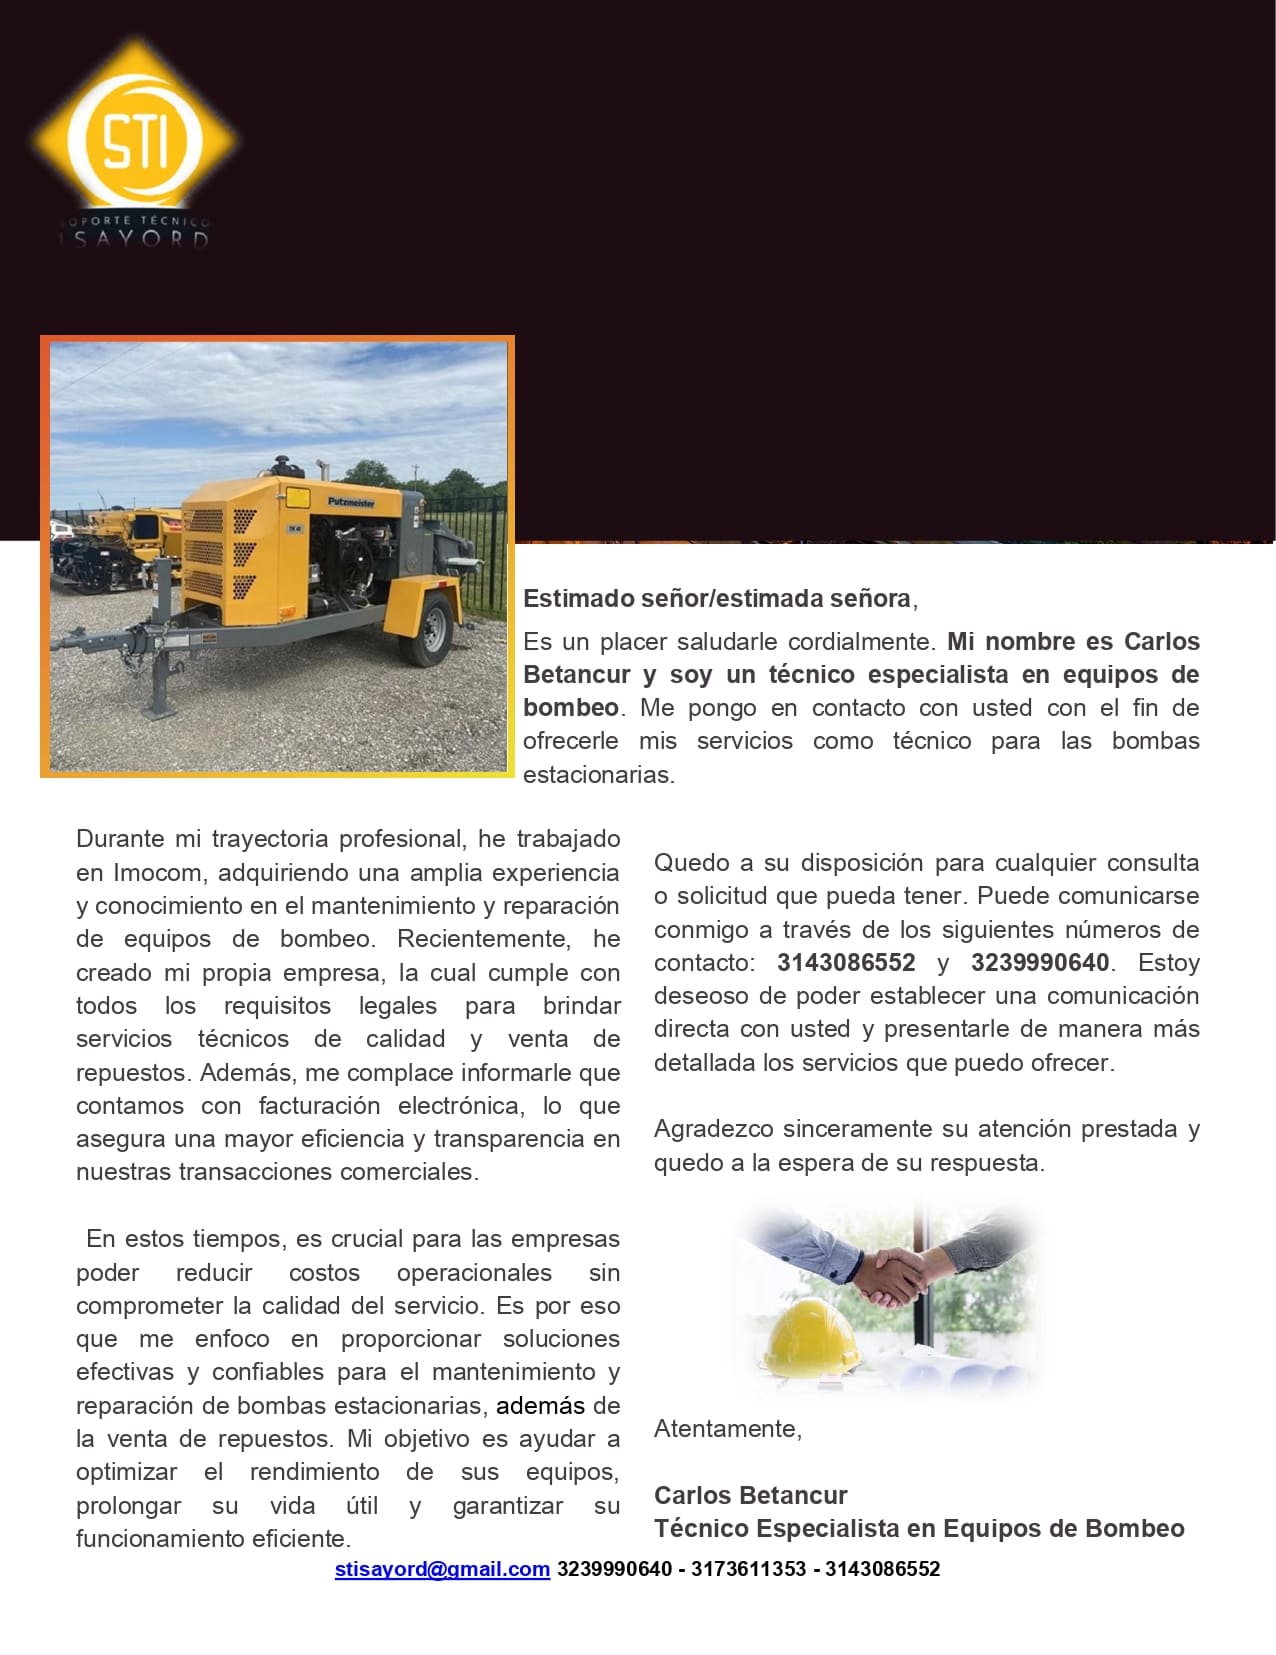 STI
SOPORTE TÉCNICO
ISAYORD
Putzmeister
Estimado señor/estimada señora,
Es un placer saludarle cordialmente. Mi nombre es Carlos
Betancur y soy un técnico especialista en equipos de
bombeo. Me pongo en contacto con usted con el fin de
ofrecerle mis servicios como técnico para las bombas
estacionarias.
Durante mi trayectoria profesional, he trabajado
en Imocom, adquiriendo una amplia experiencia
y conocimiento en el mantenimiento y reparación
de equipos de bombeo. Recientemente, he
creado mi propia empresa, la cual cumple con
todos los requisitos legales para brindar
servicios técnicos de calidad y venta de
repuestos. Además, me complace informarle que
contamos con facturación electrónica, lo que
asegura una mayor eficiencia y transparencia en
nuestras transacciones comerciales.
En estos tiempos, es crucial para las empresas
poder reducir costos operacionales sin
comprometer la calidad del servicio. Es por eso
que me enfoco en proporcionar soluciones
efectivas y confiables para el mantenimiento y
reparación de bombas estacionarias, además de
la venta de repuestos. Mi objetivo es ayudar a
optimizar el rendimiento de sus equipos,
prolongar su vida útil y garantizar su
funcionamiento eficiente.
Quedo a su disposición para cualquier consulta
o solicitud que pueda tener. Puede comunicarse
conmigo a través de los siguientes números de
contacto: 3143086552 y 3239990640. Estoy
deseoso de poder establecer una comunicación
directa con usted y presentarle de manera más
detallada los servicios que puedo ofrecer.
Agradezco sinceramente su atención prestada y
quedo a la espera de su respuesta.
Atentamente,
Carlos Betancur
Técnico Especialista en Equipos de Bombeo
stisayord@gmail.com 3239990640 - 3173611353 - 3143086552